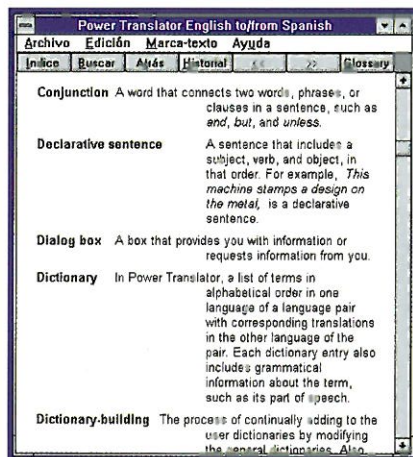 Power Translator English to/from Spanish
Archivo Edición Marca-texto Ayuda
Índice Buscar Atrás Historial << >> Glossary
Conjunction A word that connects two words, phrases, or
clauses in a sentence, such as
and, but, and unless.
Declarative sentence A sentence that includes a
subject, verb, and object, in
that order. For example, This
machine stamps a design on
the metal, is a declarative
sentence.
Dialog box A box that provides you with information or
requests information from you.
Dictionary In Power Translator, a list of terms in
alphabetical order in one
language of a language pair
with corresponding translations
in the other language of the
pair. Each dictionary entry also
includes grammatical
information about the term,
such as its part of speech.
Dictionary-building The process of continually adding to the
user dictionaries by modifying
the general dictionaries. Also,